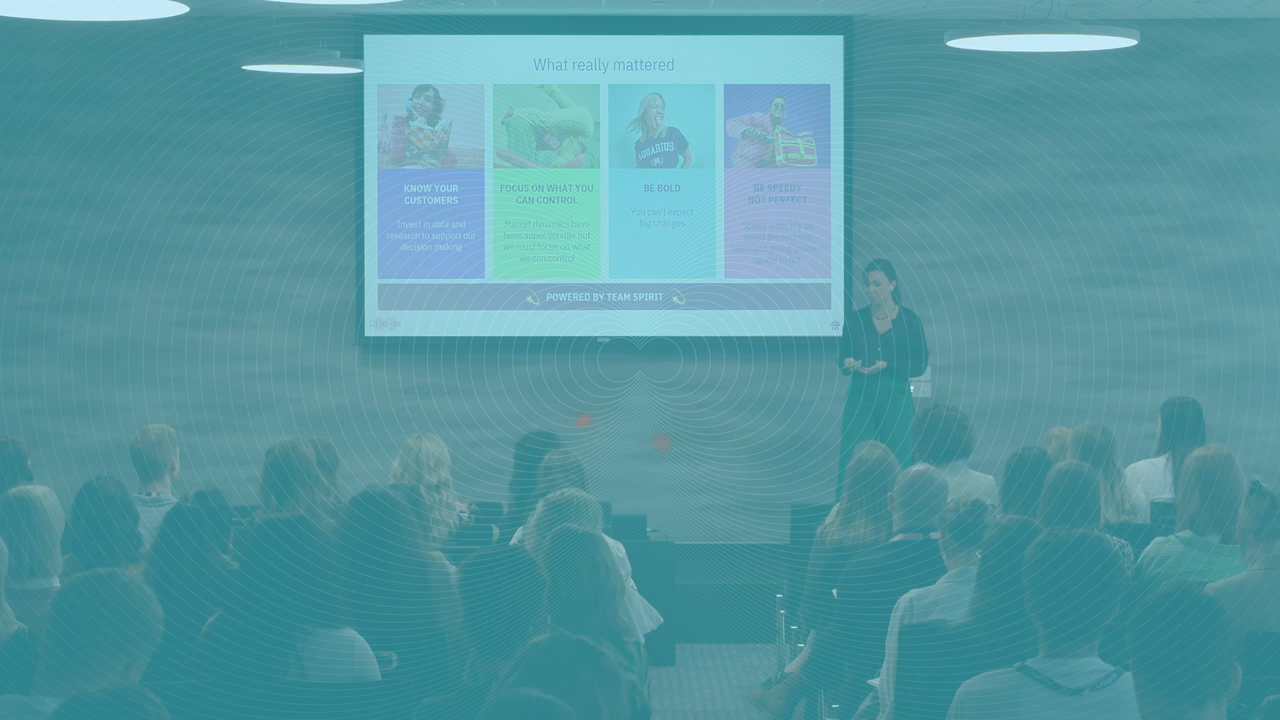 What really mattered
AQUARIUS
KNOW YOUR
CUSTOMERS
Invest in data and
research to support our
decision making
FOCUS ON WHAT YOU
CAN CONTROL
Market dynamics have
been super volatile but
we must focus on what
we can control
BE BOLD
You can't expect
big changes
BE SPEEDY
NOT PERFECT
POWERED BY TEAM SPIRIT